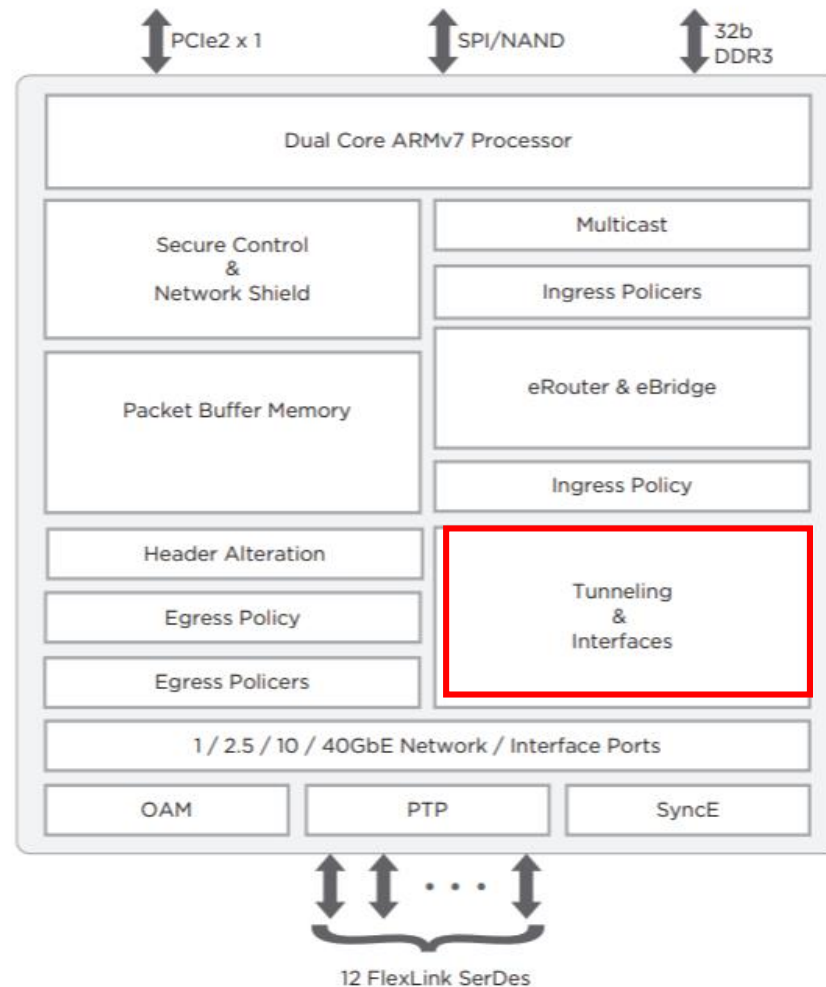 PCIe2 x 1
SPI/NAND
32b
DDR3
Dual Core ARMv7 Processor
Secure Control
&
Network Shield
Multicast
Ingress Policers
Packet Buffer Memory
eRouter & eBridge
Ingress Policy
Header Alteration
Egress Policy
Egress Policers
Tunneling
&
Interfaces
1 / 2.5 / 10 / 40GbE Network / Interface Ports
OAM
PTP
SyncE
12 FlexLink SerDes